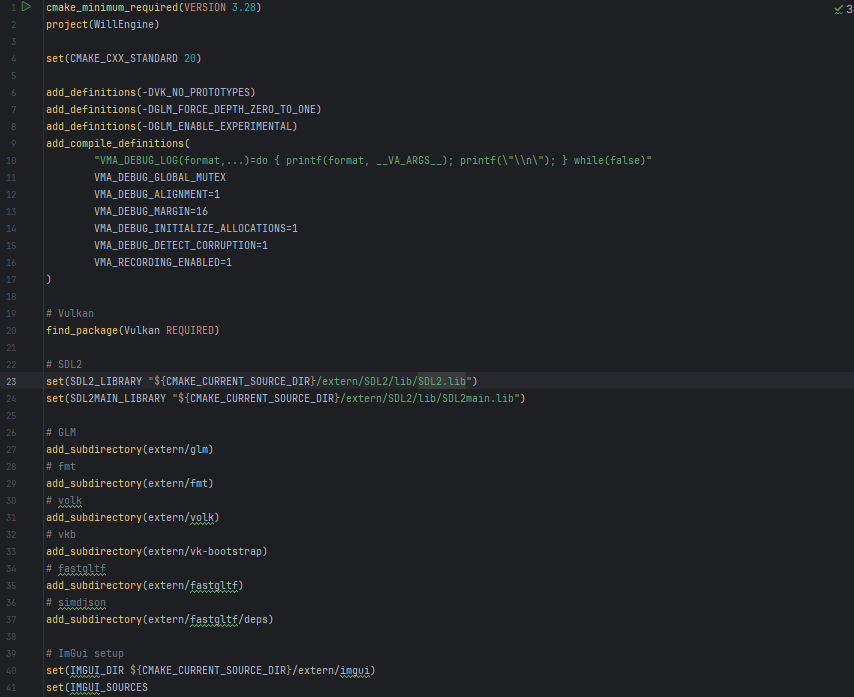 1 cmake_minimum_required(VERSION 3.28) 3
2 project(WillEngine)
3
4 set(CMAKE_CXX_STANDARD 20)
5
6 add_definitions(-DVK_NO_PROTOTYPES)
7 add_definitions(-DGLM_FORCE_DEPTH_ZERO_TO_ONE)
8 add_definitions(-DGLM_ENABLE_EXPERIMENTAL)
9 add_compile_definitions(
10 "VMA_DEBUG_LOG(format,...)=do { printf(format, __VA_ARGS__); printf(\"\\n\"); } while(false)"
11 VMA_DEBUG_GLOBAL_MUTEX
12 VMA_DEBUG_ALIGNMENT=1
13 VMA_DEBUG_MARGIN=16
14 VMA_DEBUG_INITIALIZE_ALLOCATIONS=1
15 VMA_DEBUG_DETECT_CORRUPTION=1
16 VMA_RECORDING_ENABLED=1
17 )
18
19 # Vulkan
20 find_package(Vulkan REQUIRED)
21
22 # SDL2
23 set(SDL2_LIBRARY "${CMAKE_CURRENT_SOURCE_DIR}/extern/SDL2/lib/SDL2.lib")
24 set(SDL2MAIN_LIBRARY "${CMAKE_CURRENT_SOURCE_DIR}/extern/SDL2/lib/SDL2main.lib")
25
26 # GLM
27 add_subdirectory(extern/glm)
28 # fmt
29 add_subdirectory(extern/fmt)
30 # volk
31 add_subdirectory(extern/volk)
32 # vkb
33 add_subdirectory(extern/vk-bootstrap)
34 # fastgltf
35 add_subdirectory(extern/fastgltf)
36 # simdjson
37 add_subdirectory(extern/fastgltf/deps)
38
39 # ImGui setup
40 set(IMGUI_DIR ${CMAKE_CURRENT_SOURCE_DIR}/extern/imgui)
41 set(IMGUI_SOURCES